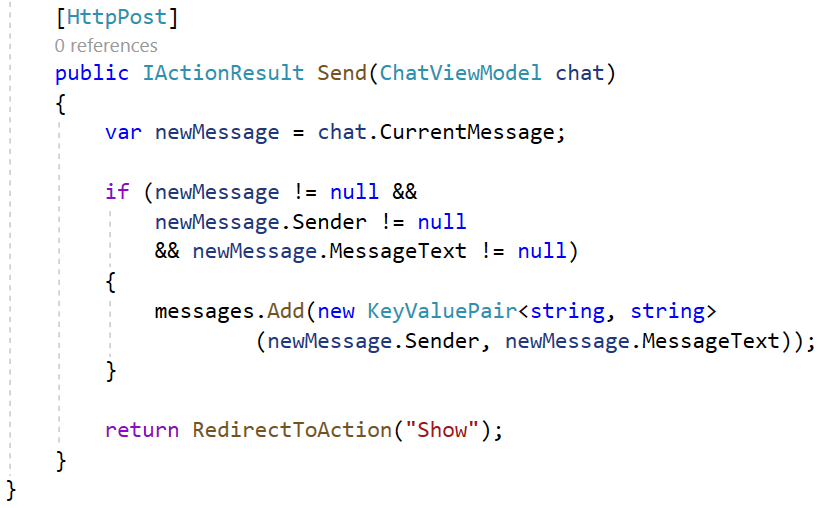 [HttpPost]
0 references
public IActionResult Send(ChatViewModel chat)
{
var newMessage = chat.CurrentMessage;
if (newMessage != null &&
newMessage.Sender != null
&& newMessage.MessageText != null)
{
messages.Add(new KeyValuePair<string, string>
(newMessage.Sender, newMessage.MessageText));
}
return RedirectToAction("Show");
}
}